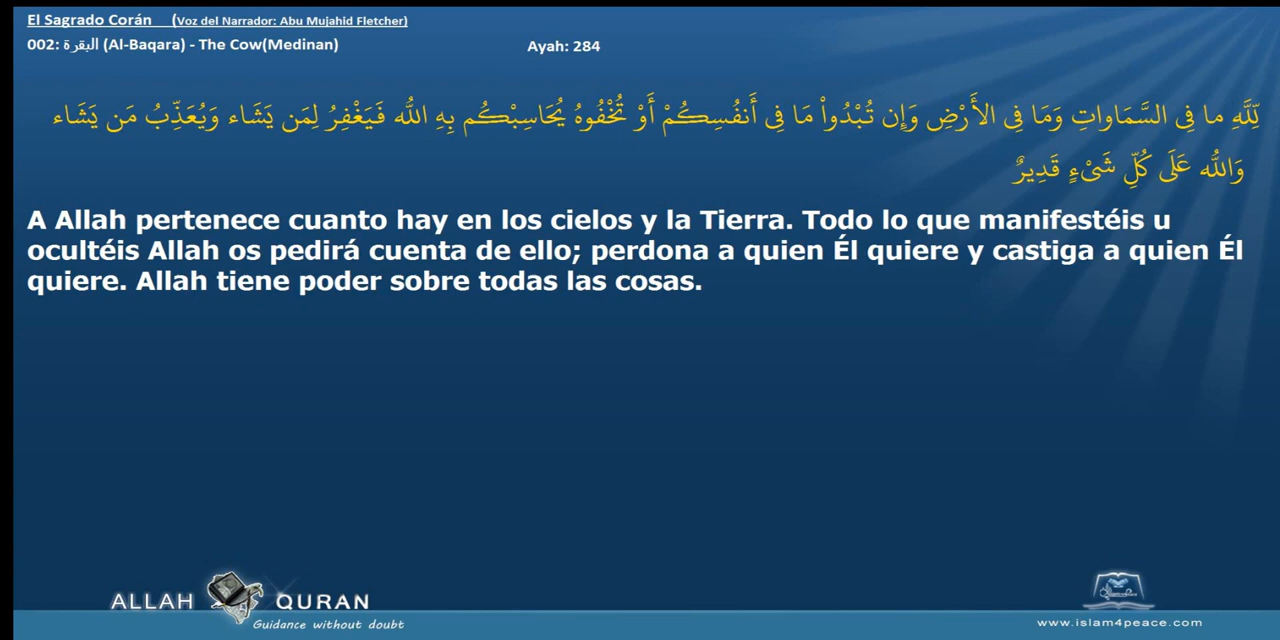 El Sagrado Corán (Voz del Narrador: Abu Mujahid Fletcher)
002: البقرة (Al-Baqara) - The Cow(Medinan) Ayah: 284
لِّلَّهِ ما فِي السَّمَاواتِ وَمَا فِي الأَرْضِ وَإِن تُبْدُواْ مَا فِي أَنفُسِكُمْ أَوْ تُخْفُوهُ يُحَاسِبْكُم بِهِ اللّه فَيَغْفِرُ لِمَن يَشَاء وَيُعَذِّبُ مَن يَشَاء
وَاللّه عَلَى كُلِّ شَيْءٍ قَدِيرٌ
A Allah pertenece cuanto hay en los cielos y la Tierra. Todo lo que manifestéis u
ocultéis Allah os pedirá cuenta de ello; perdona a quien Él quiere y castiga a quien Él
quiere. Allah tiene poder sobre todas las cosas.
ALLAH QURAN
Guidance without doubt
www.islam4peace.com